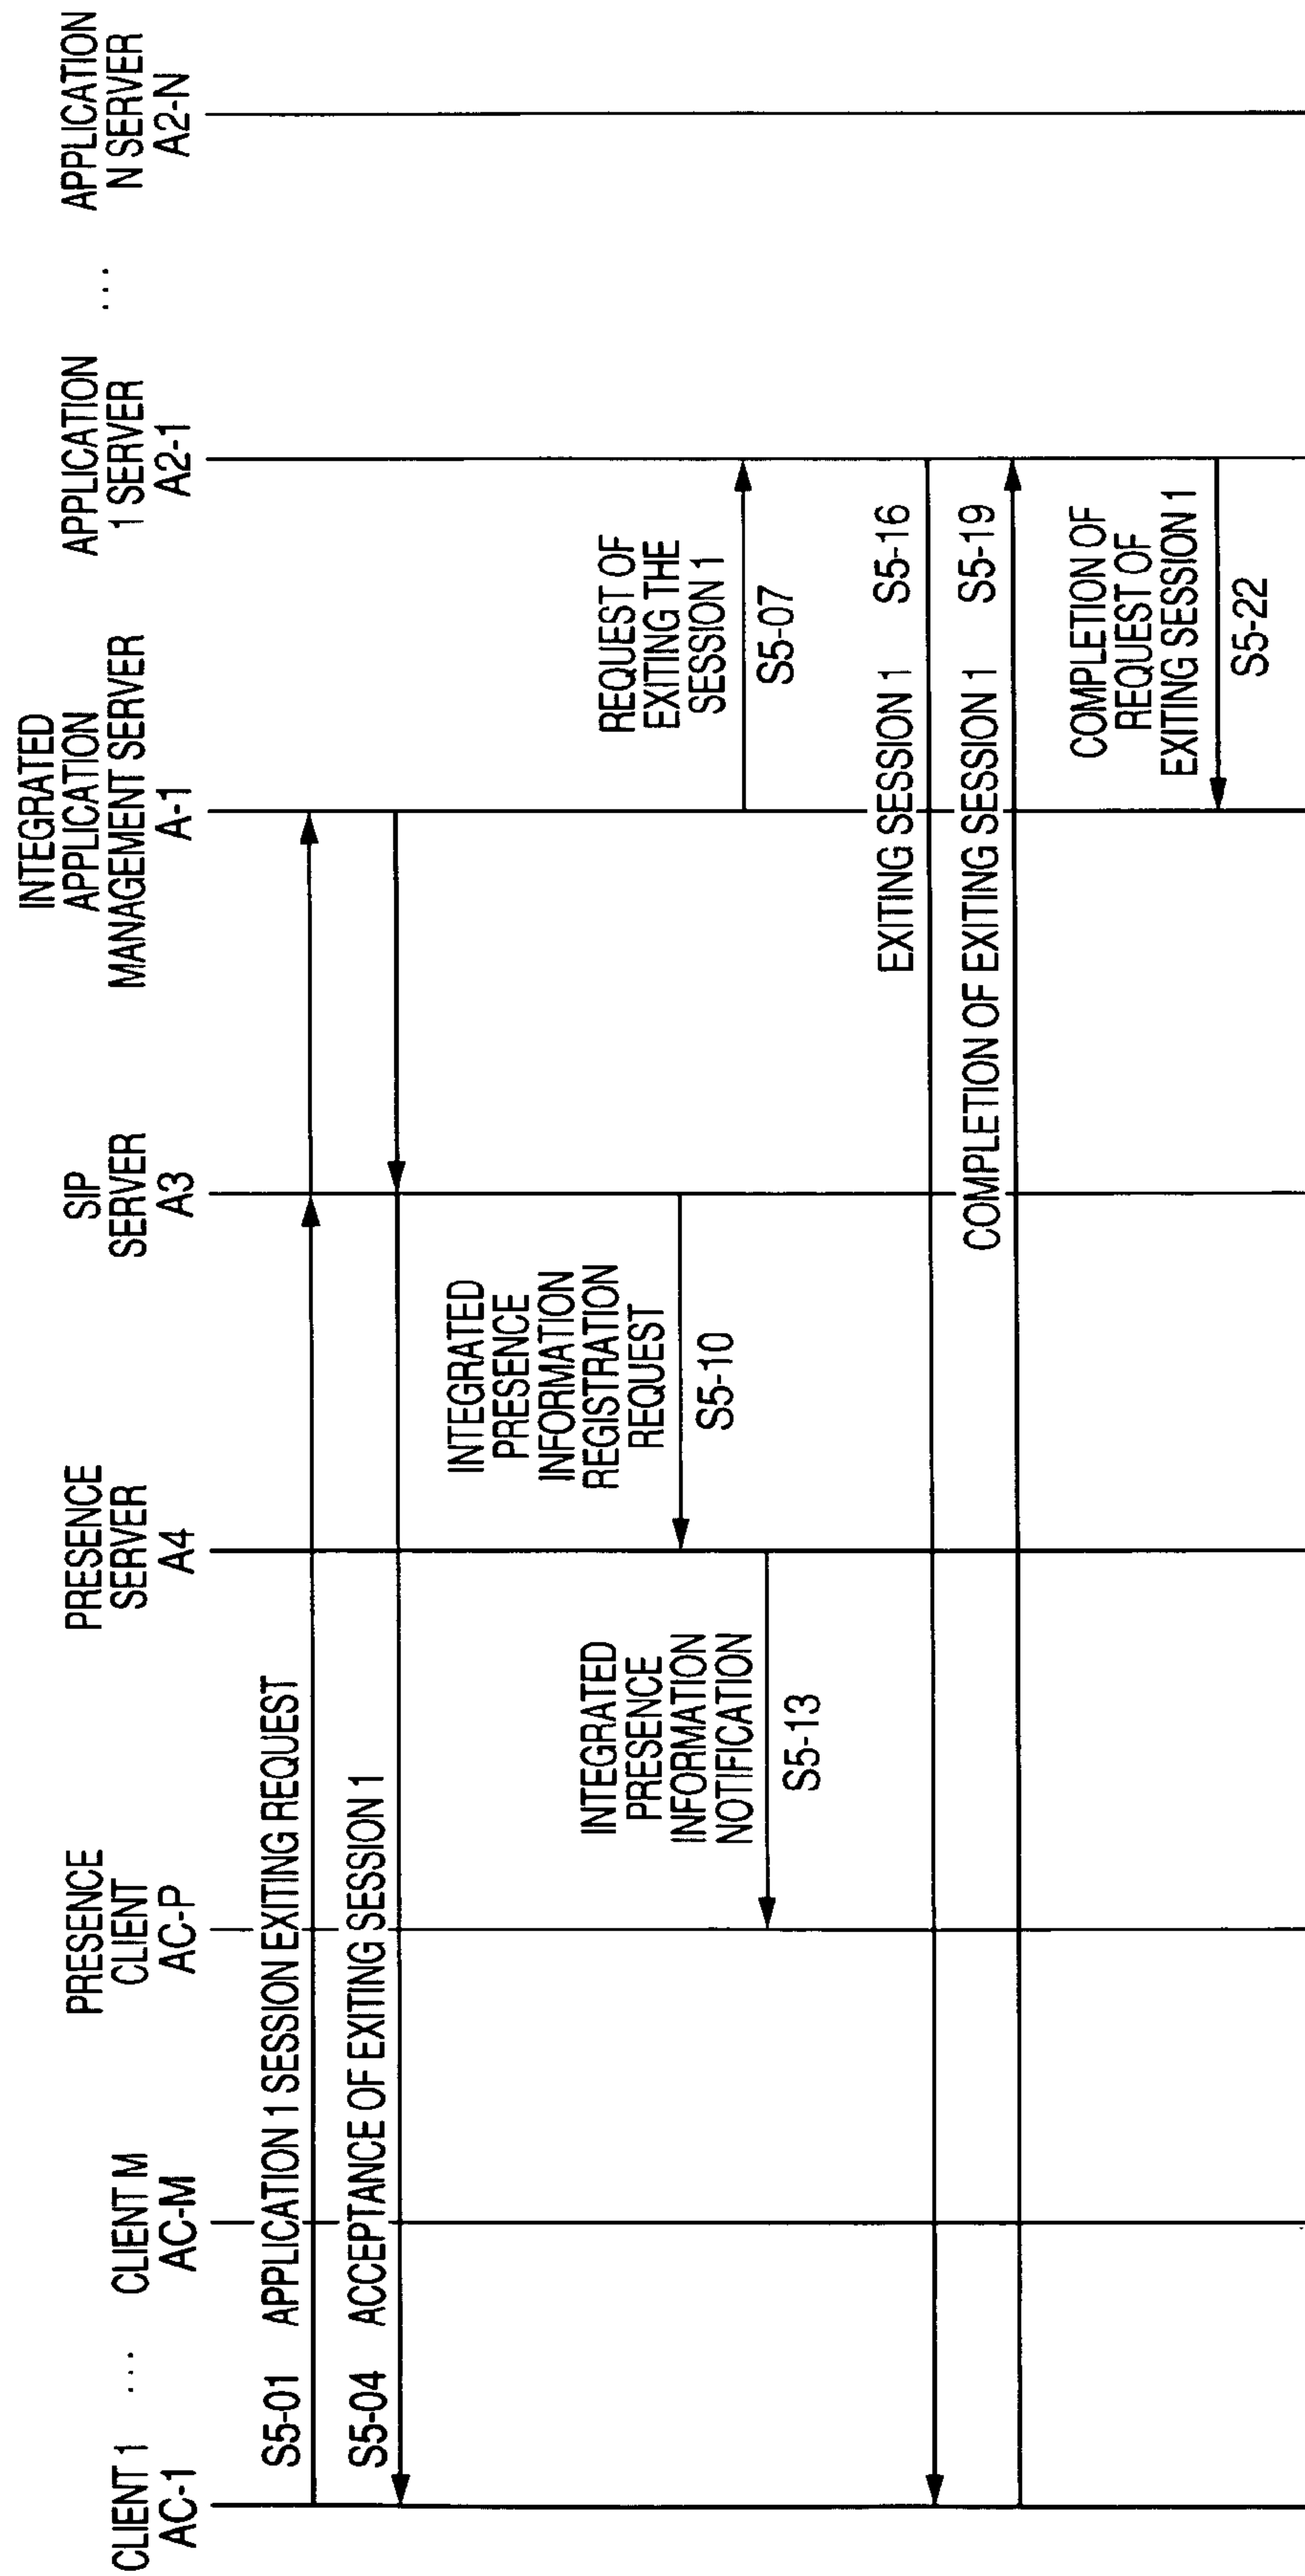 CLIENT 1
AC-1
...
CLIENT M
AC-M
PRESENCE
CLIENT
AC-P
PRESENCE
SERVER
A4
SIP
SERVER
A3
INTEGRATED
APPLICATION
MANAGEMENT SERVER
A-1
APPLICATION
1 SERVER
A2-1
...
APPLICATION
N SERVER
A2-N
S5-01 APPLICATION 1 SESSION EXITING REQUEST
S5-04 ACCEPTANCE OF EXITING SESSION 1
INTEGRATED
PRESENCE
INFORMATION
REGISTRATION
REQUEST
S5-10
INTEGRATED
PRESENCE
INFORMATION
NOTIFICATION
S5-13
REQUEST OF
EXITING THE
SESSION 1
S5-07
EXITING SESSION 1 S5-16
COMPLETION OF EXITING SESSION 1 S5-19
COMPLETION OF
REQUEST OF
EXITING SESSION 1
S5-22